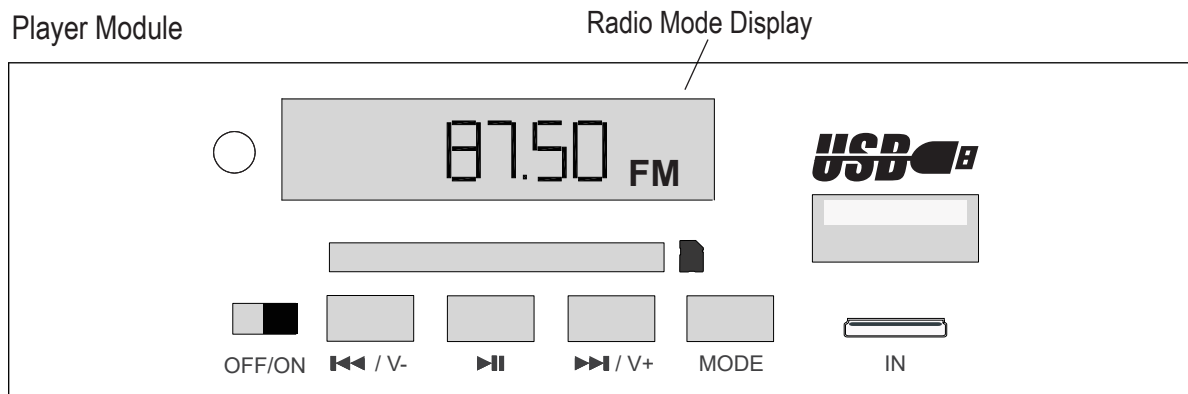 Player Module
Radio Mode Display
87.50 FM
USB
OFF/ON
⏮ / V-
⏯
⏭ / V+
MODE
IN